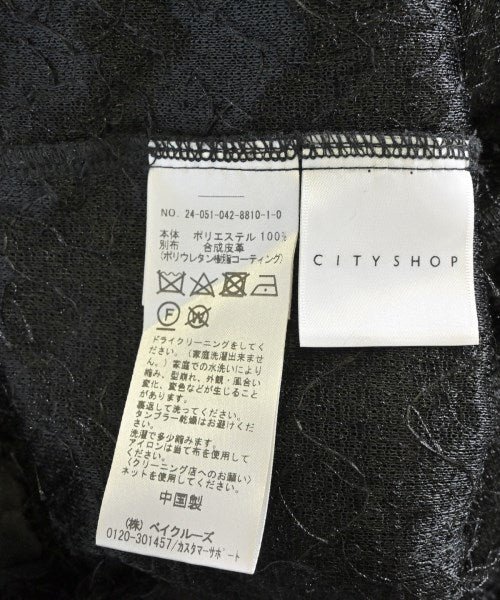 NO. 24-051-042-8810-1-0
本体 ポリエステル 100%
別布 合成皮革
(ポリウレタン樹脂コーティング)
F W
ドライクリーニングをしてく
ださい。(家庭洗濯出来ませ
ん。)家庭での水洗いにより
縮み、型崩れ、外観・風合い
変化、変色などが生じること
があります。
裏返して洗ってください。
タンブラー乾燥はお避けくだ
さい。
洗濯で多少縮みます。
アイロンは当て布を使用して
ください。
〈クリーニング店へのお願い〉
ネットを使用してください。
中国製
(株) ベイクルーズ
0120-301457/カスタマーサポート
CITYSHOP